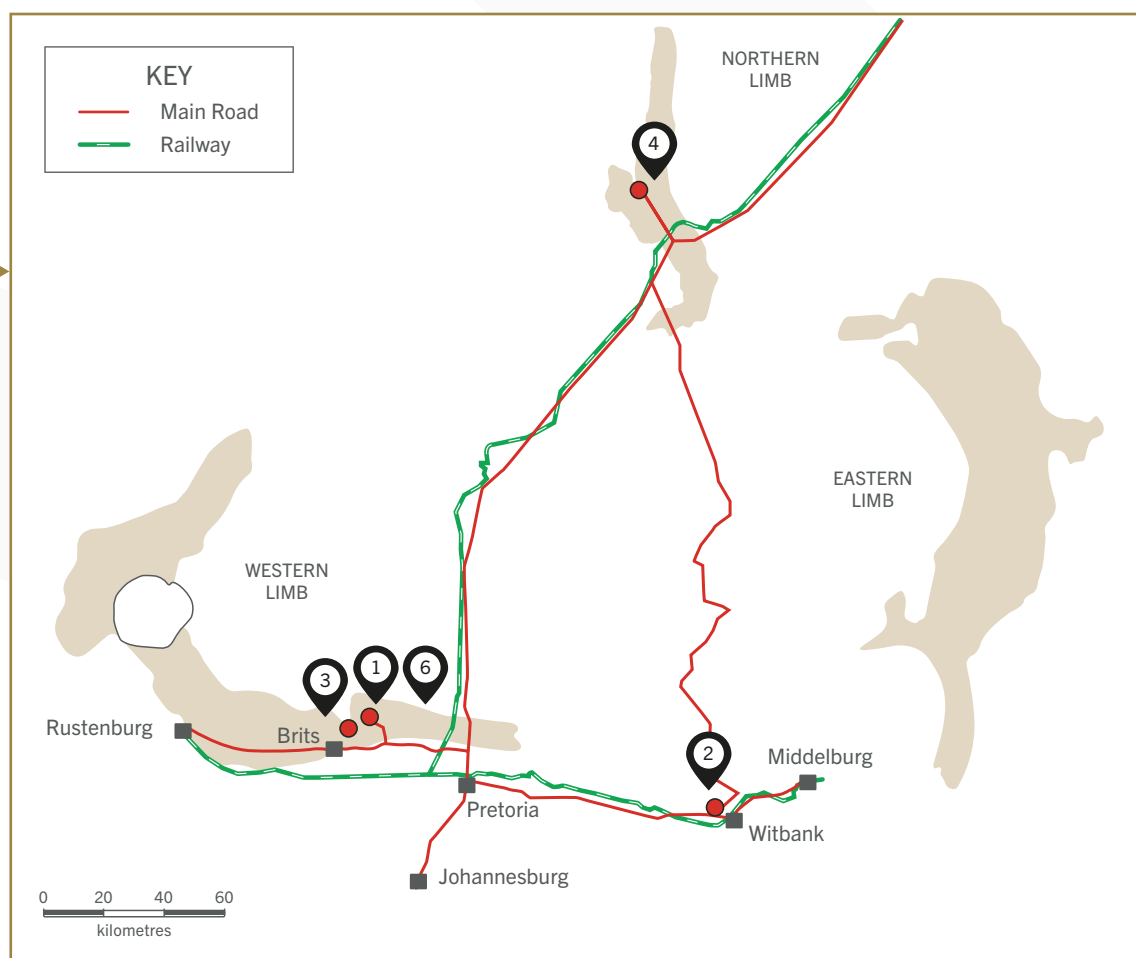 KEY
Main Road
Railway
NORTHERN
LIMB
4
EASTERN
LIMB
WESTERN
LIMB
3
1
6
Rustenburg
Brits
2
Middelburg
Pretoria
Witbank
Johannesburg
0 20 40 60
kilometres